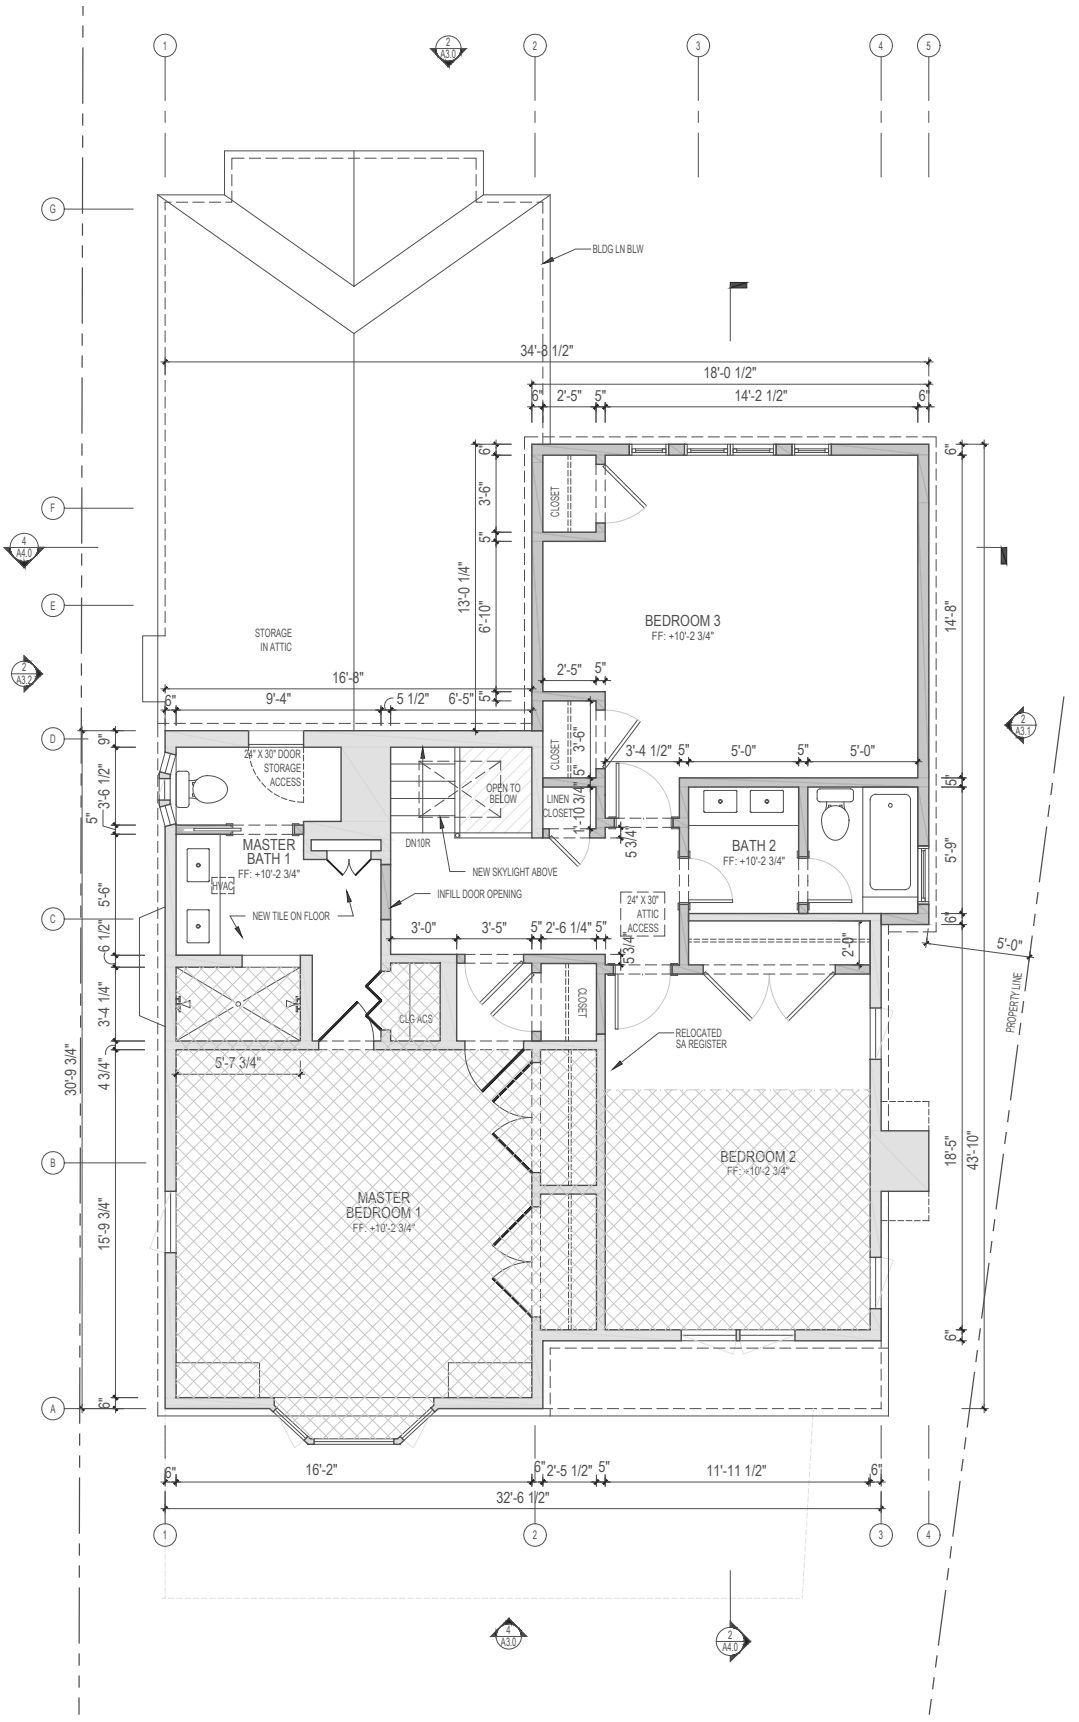 1
2
A3.0
2
3
4
5
G
BLDG LN BLW
34'-8 1/2"
18'-0 1/2"
6"
2'-5"
5"
14'-2 1/2"
6"
6"
6"
F
3'-6"
CLOSET
4
A4.0
5"
13'-0 1/4"
E
6'-10"
BEDROOM 3
FF: +10'-2 3/4"
14'-8"
STORAGE
IN ATTIC
2
A3.2
16'-8"
2'-5"
5"
6"
9'-4"
5 1/2"
6'-5"
5"
2
A3.1
D
9"
24" X 30" DOOR
STORAGE
ACCESS
CLOSET
3'-6"
3'-4 1/2"
5"
5'-0"
5"
5'-0"
3'-6 1/2"
5"
OPEN TO
BELOW
5"
5"
LINEN
CLOSET
1'-10 3/4"
MASTER
BATH 1
FF: +10'-2 3/4"
DN10R
5 3/4"
BATH 2
FF: +10'-2 3/4"
5'-9"
NEW SKYLIGHT ABOVE
HVAC
INFILL DOOR OPENING
5'-6"
24" X 30"
ATTIC
ACCESS
C
NEW TILE ON FLOOR
6"
3'-0"
3'-5"
5"
2'-6 1/4"
5"
5 3/4"
2'-0"
5'-0"
6 1/2"
3'-4 1/4"
CLG ACS
CLOSET
PROPERTY LINE
RELOCATED
SA REGISTER
30'-9 3/4"
4 3/4"
5'-7 3/4"
B
18'-5"
43'-10"
BEDROOM 2
FF: +10'-2 3/4"
15'-9 3/4"
MASTER
BEDROOM 1
FF: +10'-2 3/4"
6"
A
6"
6"
16'-2"
6"
2'-5 1/2"
5"
11'-11 1/2"
6"
32'-6 1/2"
1
2
3
4
4
A3.0
2
A4.0